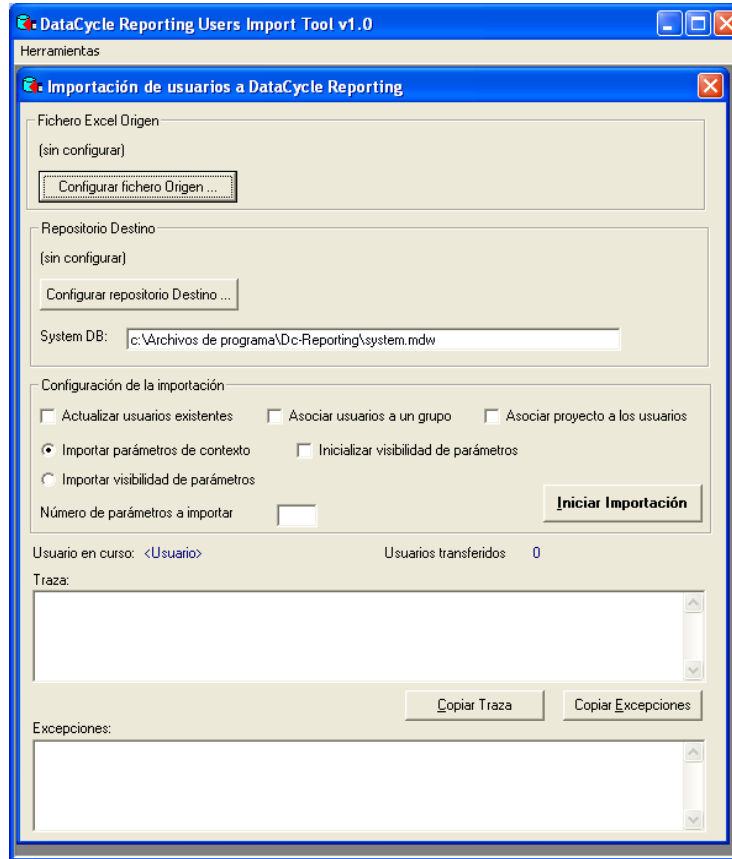 DataCycle Reporting Users Import Tool v1.0
Herramientas
Importación de usuarios a DataCycle Reporting
Fichero Excel Origen
(sin configurar)
Configurar fichero Origen ...
Repositorio Destino
(sin configurar)
Configurar repositorio Destino ...
System DB: c:\Archivos de programa\Dc-Reporting\system.mdw
Configuración de la importación
Actualizar usuarios existentes Asociar usuarios a un grupo Asociar proyecto a los usuarios
Importar parámetros de contexto Inicializar visibilidad de parámetros
Importar visibilidad de parámetros
Número de parámetros a importar Iniciar Importación
Usuario en curso: <Usuario> Usuarios transferidos 0
Traza:
Copiar Traza Copiar Excepciones
Excepciones: